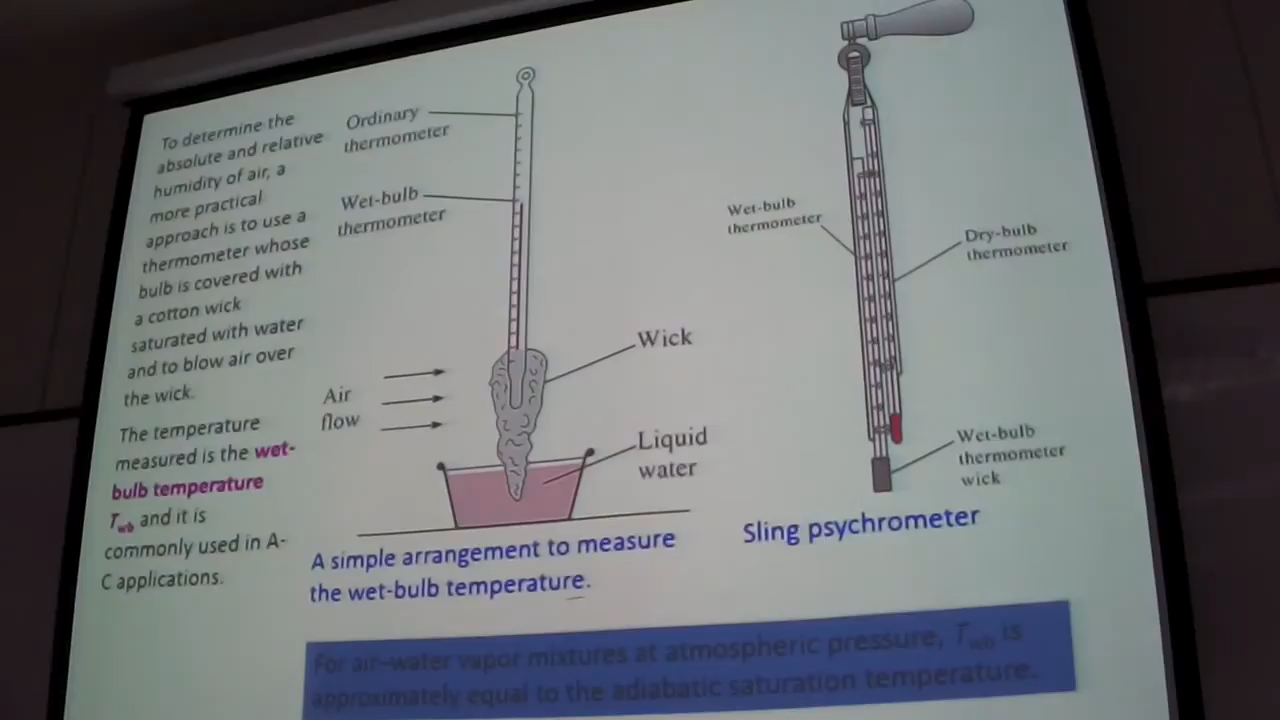 To determine the
absolute and relative
humidity of air, a
more practical
approach is to use a
thermometer whose
bulb is covered with
a cotton wick
saturated with water
and to blow air over
the wick.
The temperature
measured is the wet-
bulb temperature
Twb and it is
commonly used in A-
C applications.
Ordinary
thermometer
Wet-bulb
thermometer
Air
flow
Wick
Liquid
water
A simple arrangement to measure
the wet-bulb temperature.
Wet-bulb
thermometer
Dry-bulb
thermometer
Wet-bulb
thermometer
wick
Sling psychrometer
For air–water vapor mixtures at atmospheric pressure, Twb is
approximately equal to the adiabatic saturation temperature.